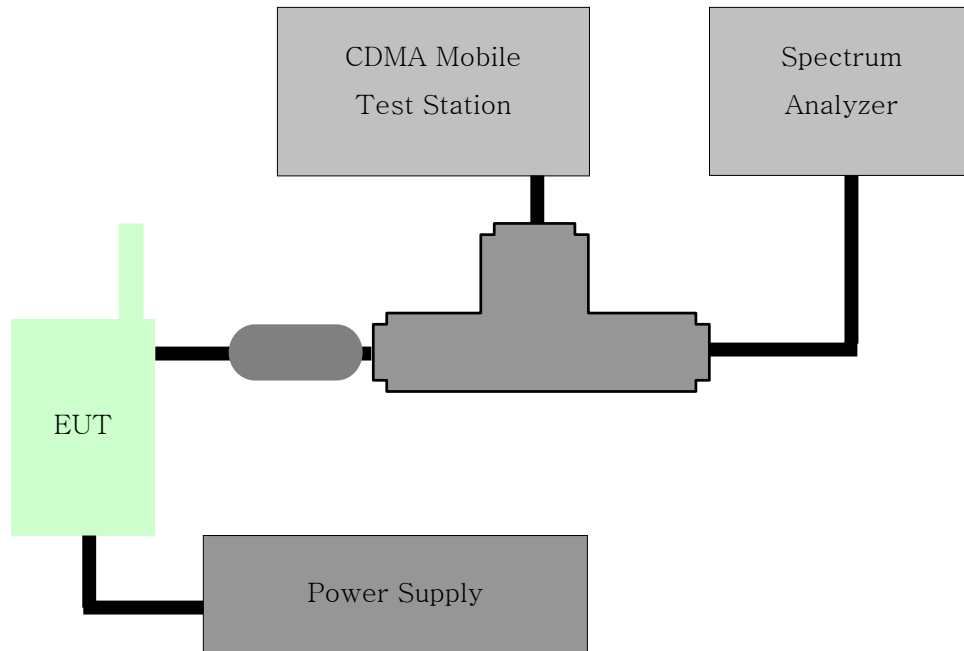 CDMA Mobile
Test Station
Spectrum
Analyzer
EUT
Power Supply